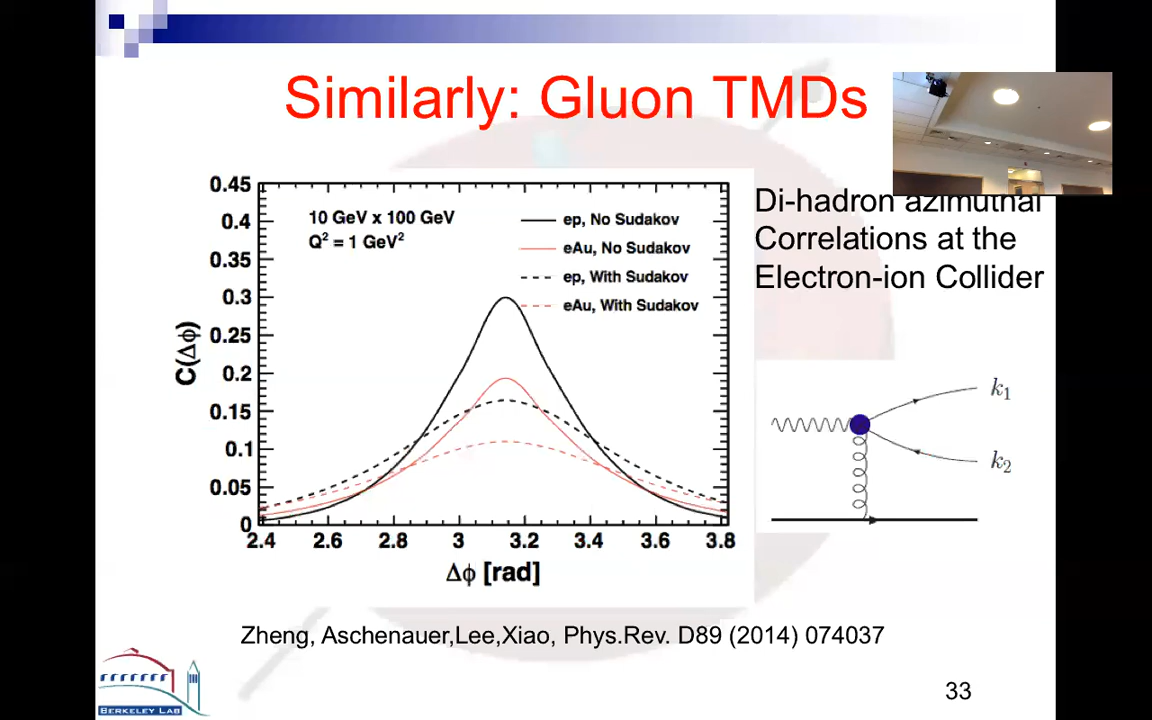 Similarly: Gluon TMDs
10 GeV x 100 GeV
Q² = 1 GeV²
ep, No Sudakov
eAu, No Sudakov
ep, With Sudakov
eAu, With Sudakov
0.45
0.4
0.35
0.3
0.25
0.2
0.15
0.1
0.05
0
C(Δϕ)
2.4 2.6 2.8 3 3.2 3.4 3.6 3.8
Δϕ [rad]
Di-hadron azimuthal
Correlations at the
Electron-ion Collider
k₁
k₂
Zheng, Aschenauer,Lee,Xiao, Phys.Rev. D89 (2014) 074037
BERKELEY LAB
33